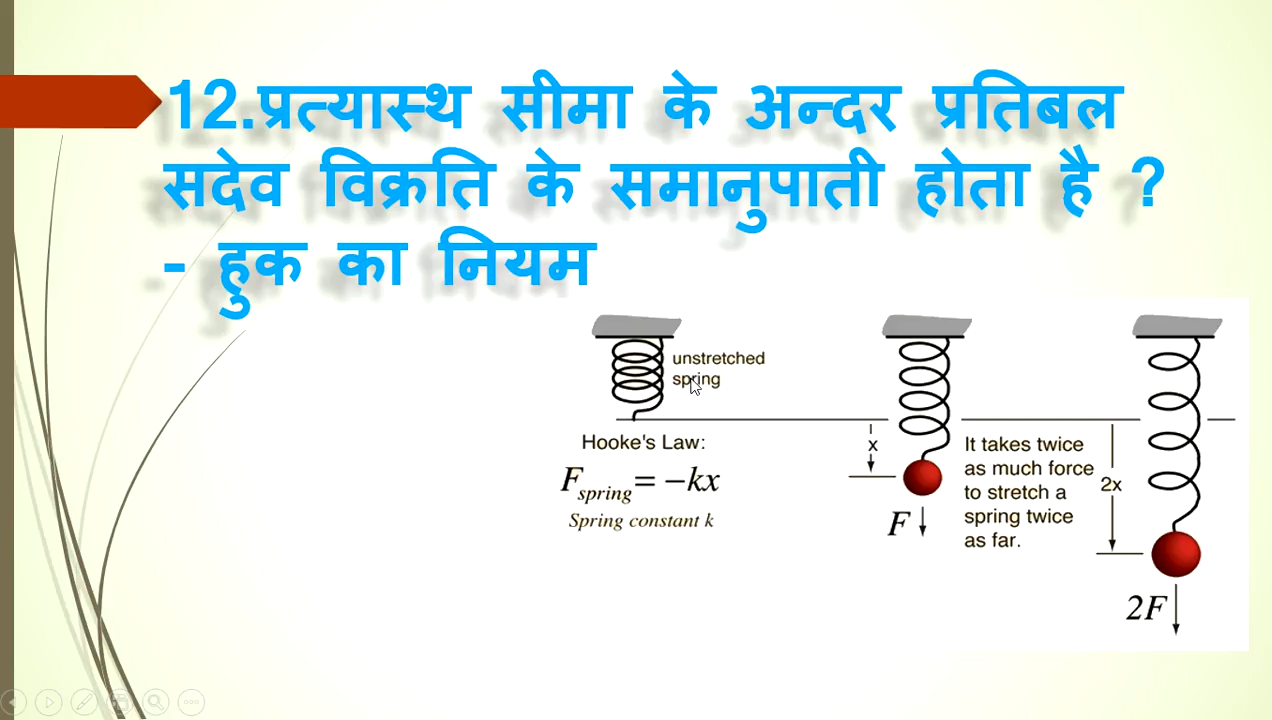 12.प्रत्यास्थ सीमा के अन्दर प्रतिबल
सदेव विक्रति के समानुपाती होता है ?
- हुक का नियम
unstretched
spring
Hooke's Law:
F spring = −kx
Spring constant k
x
F
It takes twice
as much force
to stretch a
spring twice
as far.
2x
2F